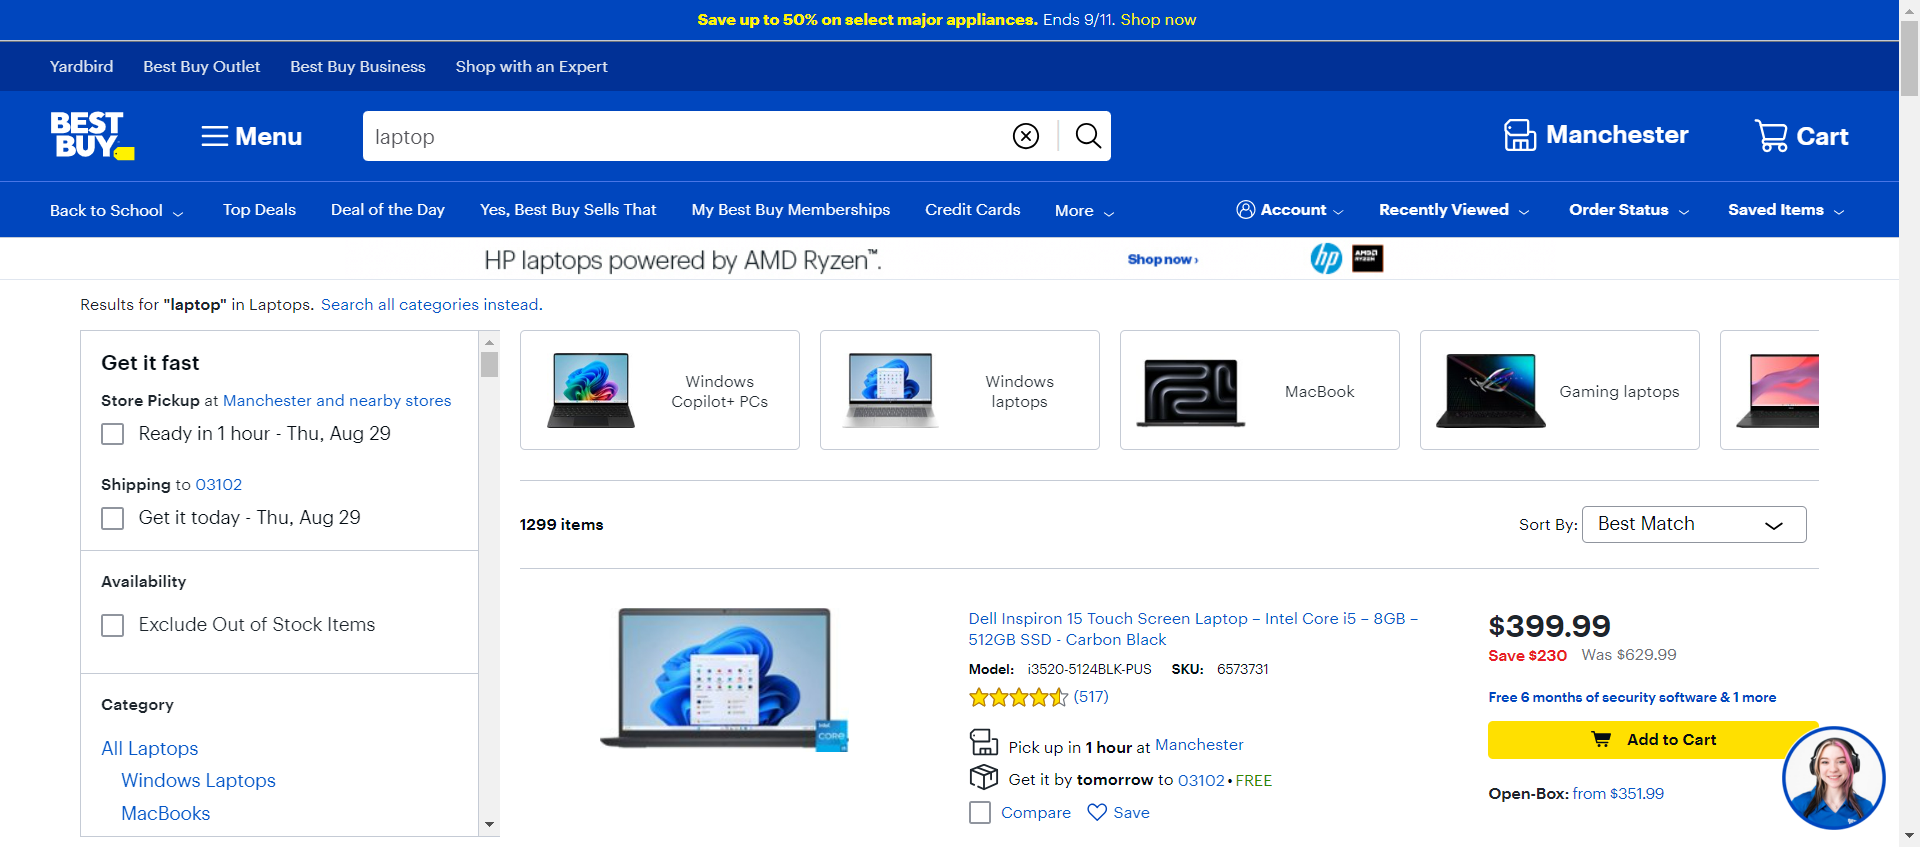 Save up to 50% on select major appliances. Ends 9/11. Shop now
Yardbird Best Buy Outlet Best Buy Business Shop with an Expert
BEST BUY
Menu
laptop
Manchester
Cart
Back to School Top Deals Deal of the Day Yes, Best Buy Sells That My Best Buy Memberships Credit Cards More Account Recently Viewed Order Status Saved Items
HP laptops powered by AMD Ryzen™. Shop now › hp AMD RYZEN
Results for "laptop" in Laptops. Search all categories instead.
Get it fast
Store Pickup at Manchester and nearby stores
Ready in 1 hour - Thu, Aug 29
Shipping to 03102
Get it today - Thu, Aug 29
Availability
Exclude Out of Stock Items
Category
All Laptops
Windows Laptops
MacBooks
Windows
Copilot+ PCs
Windows
laptops
MacBook
Gaming laptops
1299 items
Sort By: Best Match
Dell Inspiron 15 Touch Screen Laptop – Intel Core i5 – 8GB –
512GB SSD - Carbon Black
Model: i3520-5124BLK-PUS SKU: 6573731
(517)
Pick up in 1 hour at Manchester
Get it by tomorrow to 03102 • FREE
Compare Save
$399.99
Save $230 Was $629.99
Free 6 months of security software & 1 more
Add to Cart
Open-Box: from $351.99
CORE